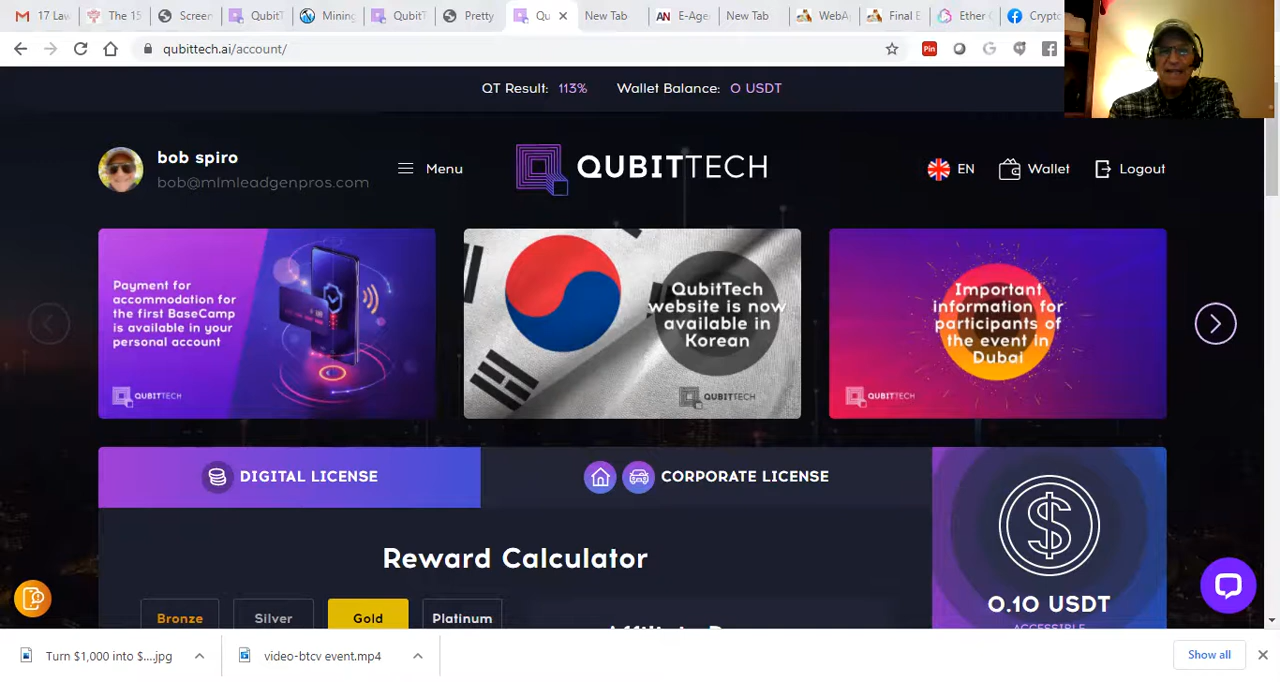 17 Law
The 15
Screer
QubitT
Mining
QubitT
Pretty
Qu
New Tab
E-Age
New Tab
WebA
Final E
Ether
Crypto
qubittech.ai/account/
Pin
QT Result: 113% Wallet Balance: 0 USDT
bob spiro
bob@mlmleadgenpros.com
Menu
QUBITTECH
EN
Wallet
Logout
Payment for
accommodation for
the first BaseCamp
is available in your
personal account
QUBITTECH
QubitTech
website is now
available in
Korean
QUBITTECH
Important
information for
participants of
the event in
Dubai
QUBITTECH
DIGITAL LICENSE
CORPORATE LICENSE
Reward Calculator
Bronze
Silver
Gold
Platinum
0.10 USDT
ACCESSIBLE
Turn $1,000 into $....jpg
video-btcv event.mp4
Show all